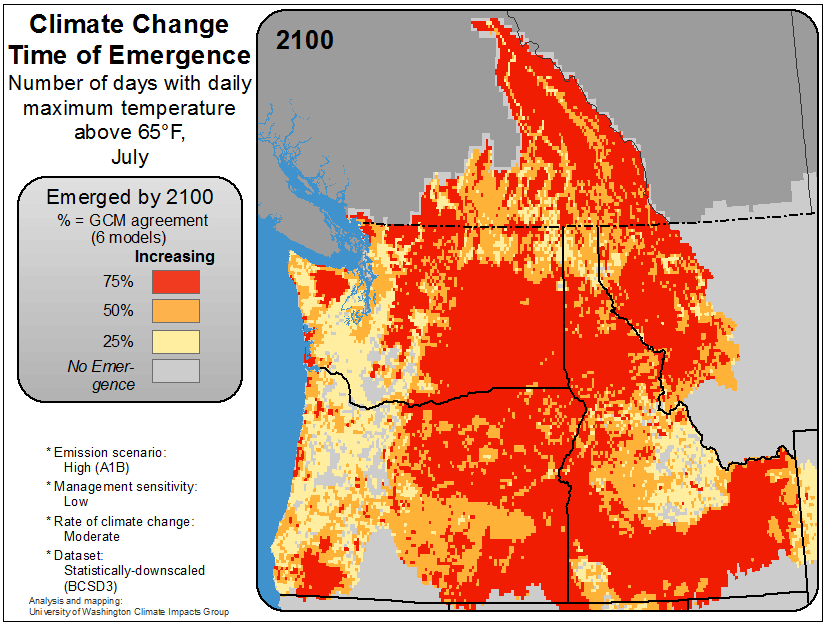 Climate Change
Time of Emergence
Number of days with daily
maximum temperature
above 65°F,
July
2100
Emerged by 2100
% = GCM agreement
(6 models)
Increasing
75%
50%
25%
No Emer-
gence
* Emission scenario:
High (A1B)
* Management sensitivity:
Low
* Rate of climate change:
Moderate
* Dataset:
Statistically-downscaled
(BCSD3)
Analysis and mapping:
University of Washington Climate Impacts Group